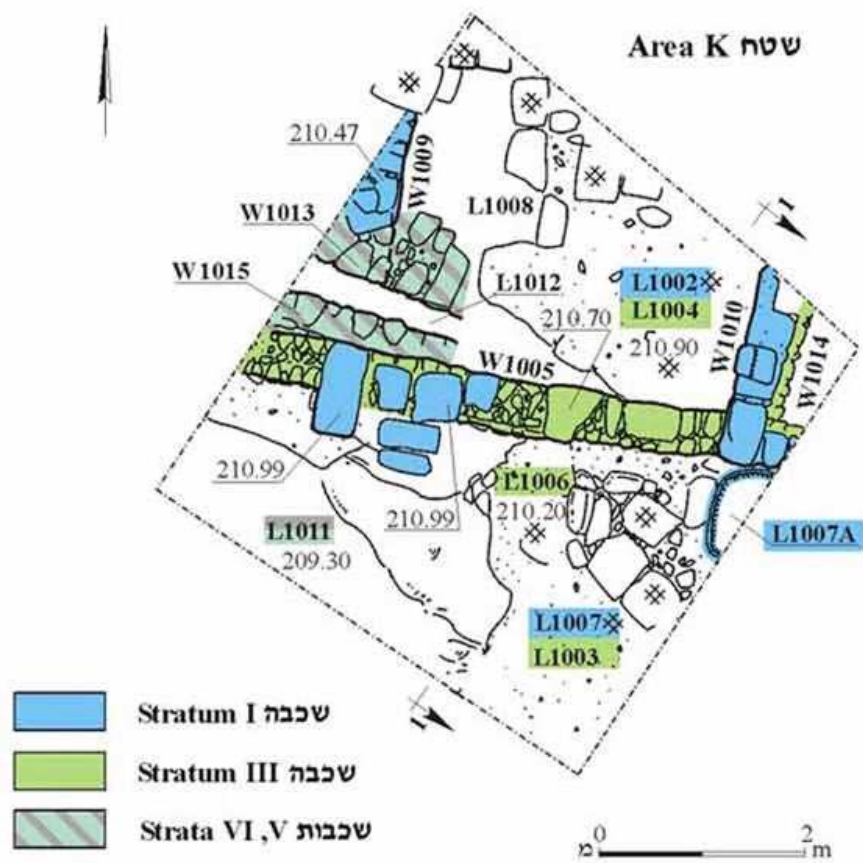 Area K שטח
210.47
W1009
W1013
L1008
W1015
L1012
I
L1002
L1004
210.70
210.90
W1010
W1014
W1005
210.99
L1006
210.20
210.99
L1011
209.30
L1007A
L1007
L1003
I
Stratum I שכבה
Stratum III שכבה
Strata VI ,V שכבות
0 2
מ m